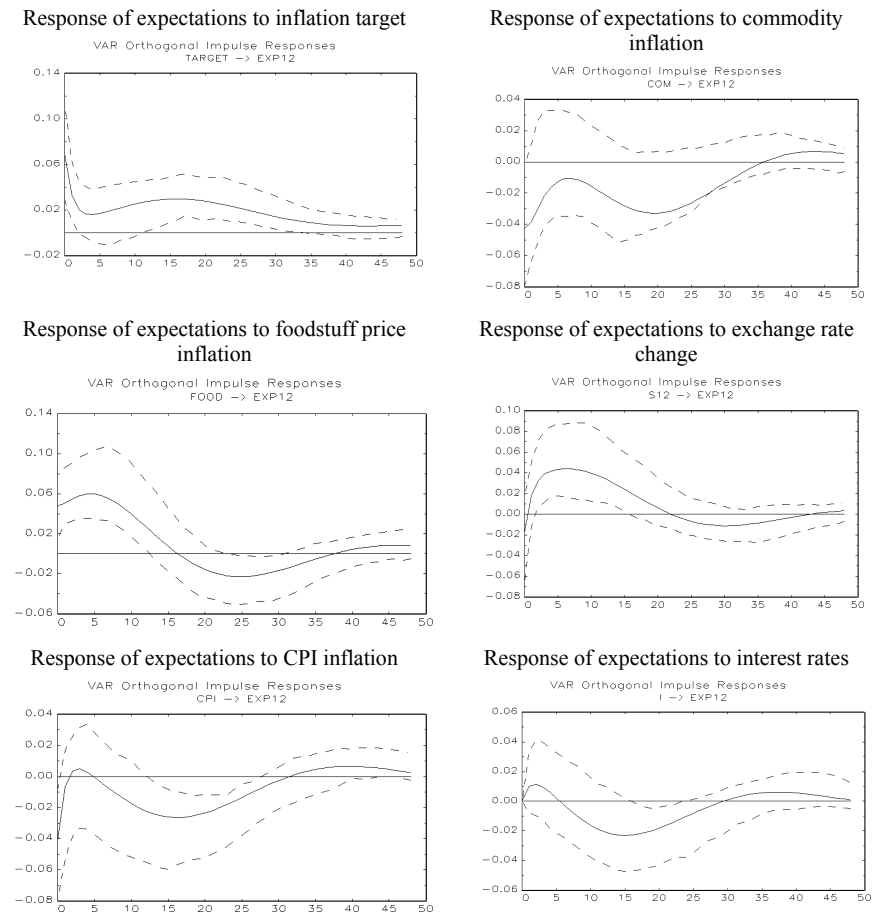 Response of expectations to inflation target
VAR Orthogonal Impulse Responses
TARGET -> EXP12
0.14
0.10
0.06
0.02
-0.02
0 5 10 15 20 25 30 35 40 45 50
Response of expectations to commodity
inflation
VAR Orthogonal Impulse Responses
COM -> EXP12
0.04
0.02
0.00
-0.02
-0.04
-0.06
-0.08
0 5 10 15 20 25 30 35 40 45 50
Response of expectations to foodstuff price
inflation
VAR Orthogonal Impulse Responses
FOOD -> EXP12
0.14
0.10
0.06
0.02
-0.02
-0.06
0 5 10 15 20 25 30 35 40 45 50
Response of expectations to exchange rate
change
VAR Orthogonal Impulse Responses
S12 -> EXP12
0.10
0.08
0.06
0.04
0.02
0.00
-0.02
-0.04
-0.06
-0.08
0 5 10 15 20 25 30 35 40 45 50
Response of expectations to CPI inflation
VAR Orthogonal Impulse Responses
CPI -> EXP12
0.04
0.02
0.00
-0.02
-0.04
-0.06
-0.08
0 5 10 15 20 25 30 35 40 45 50
Response of expectations to interest rates
VAR Orthogonal Impulse Responses
I -> EXP12
0.06
0.04
0.02
0.00
-0.02
-0.04
-0.06
0 5 10 15 20 25 30 35 40 45 50